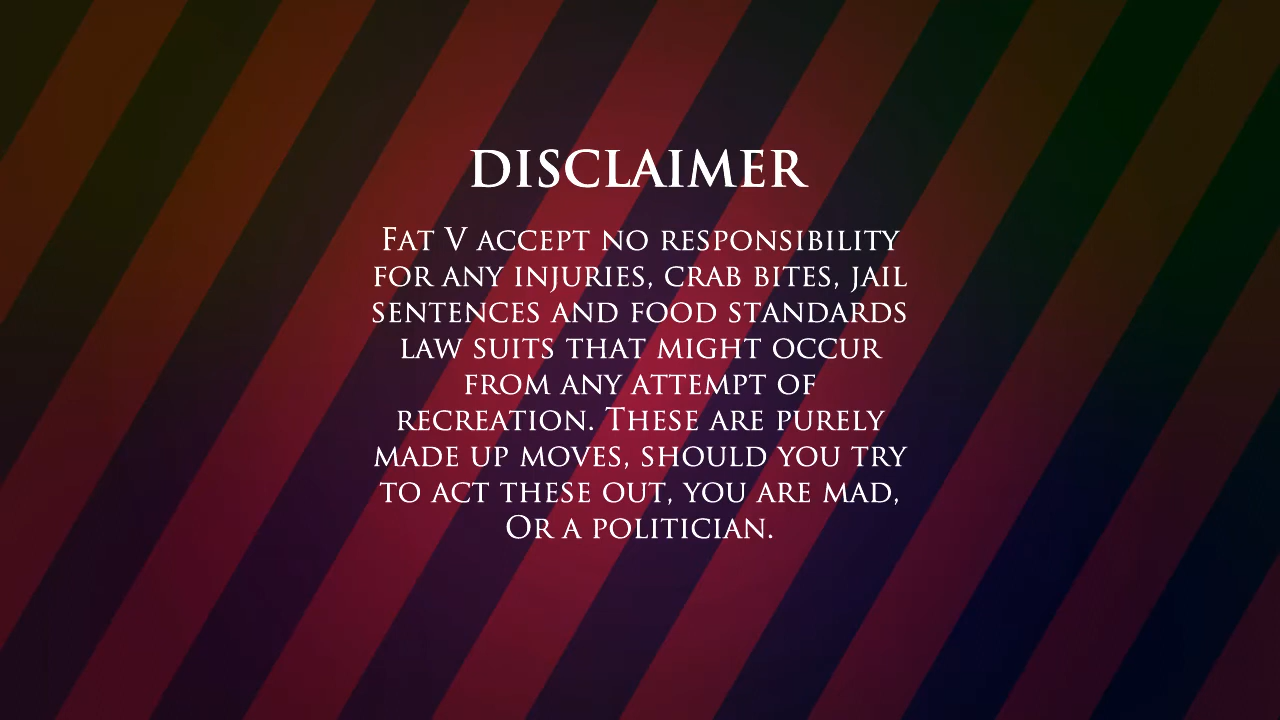 DISCLAIMER
Fat V accept no responsibility
for any injuries, crab bites, jail
sentences and food standards
law suits that might occur
from any attempt of
recreation. These are purely
made up moves, should you try
to act these out, you are mad,
Or a politician.